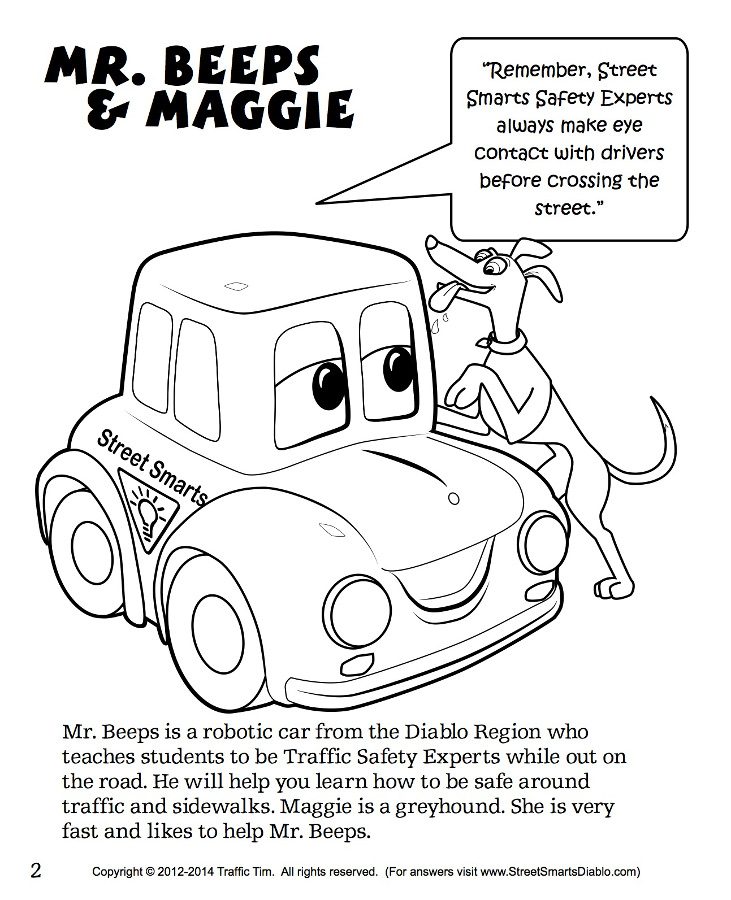 MR. BEEPS
& MAGGIE
“Remember, Street
Smarts Safety Experts
always make eye
contact with drivers
before crossing the
street.”
Street Smarts
Mr. Beeps is a robotic car from the Diablo Region who
teaches students to be Traffic Safety Experts while out on
the road. He will help you learn how to be safe around
traffic and sidewalks. Maggie is a greyhound. She is very
fast and likes to help Mr. Beeps.
2
Copyright © 2012-2014 Traffic Tim. All rights reserved. (For answers visit www.StreetSmartsDiablo.com)